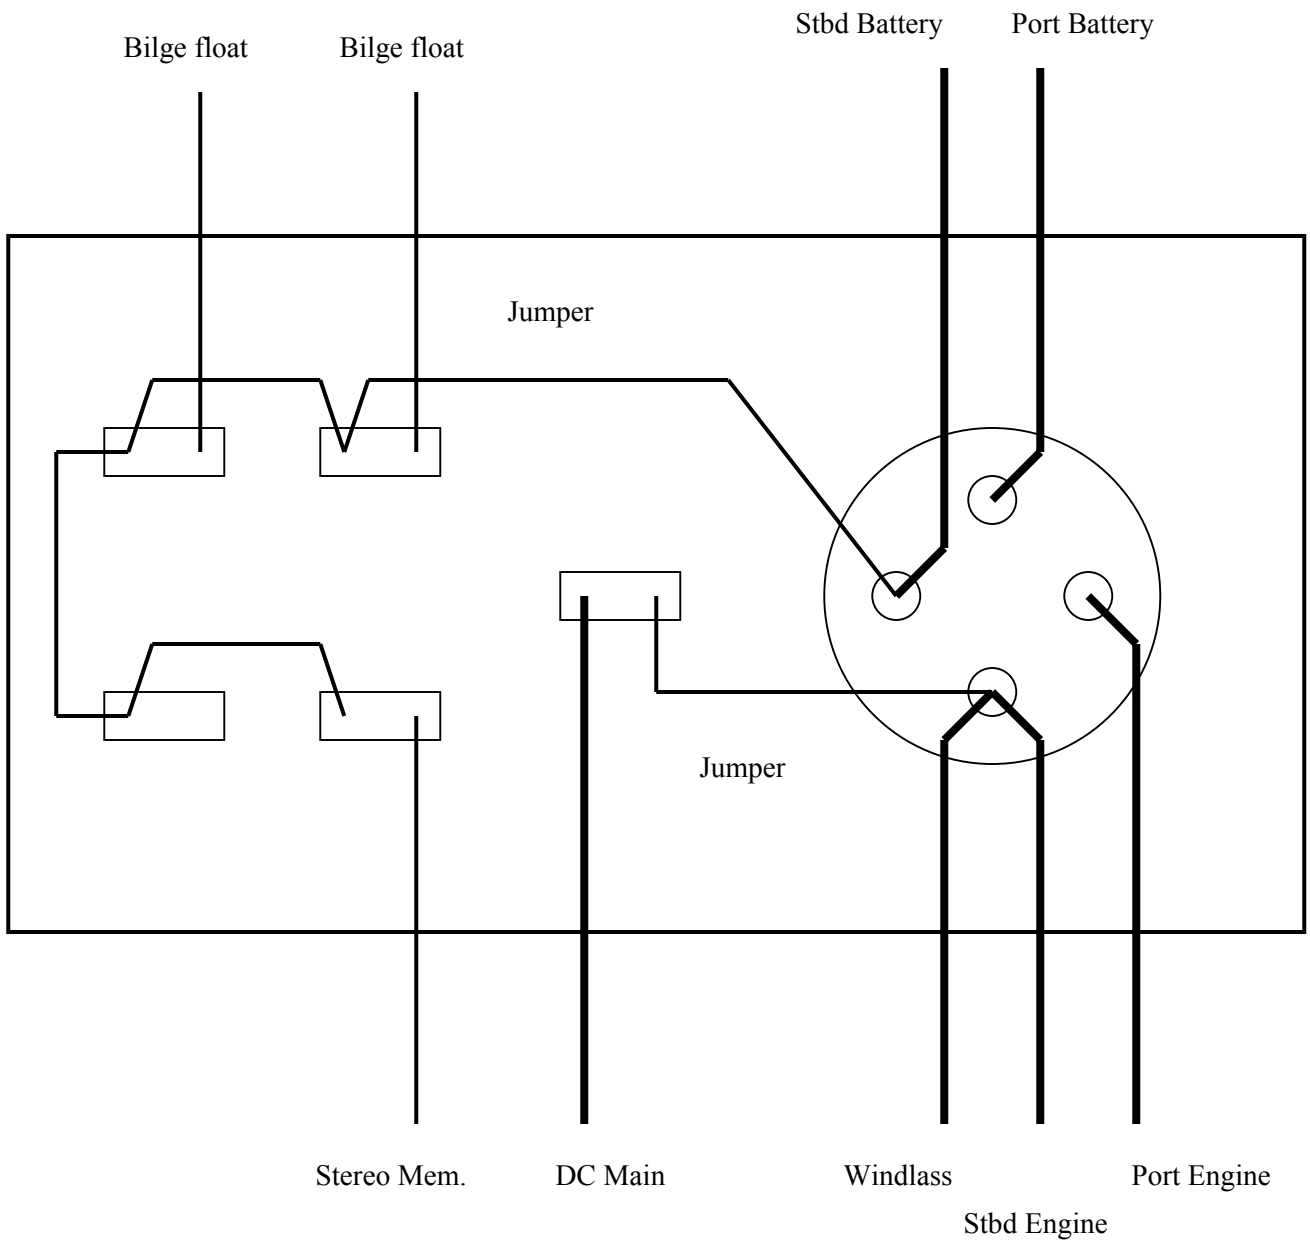 Stbd Battery
Port Battery
Bilge float
Bilge float
Jumper
Jumper
Stereo Mem.
DC Main
Windlass
Port Engine
Stbd Engine